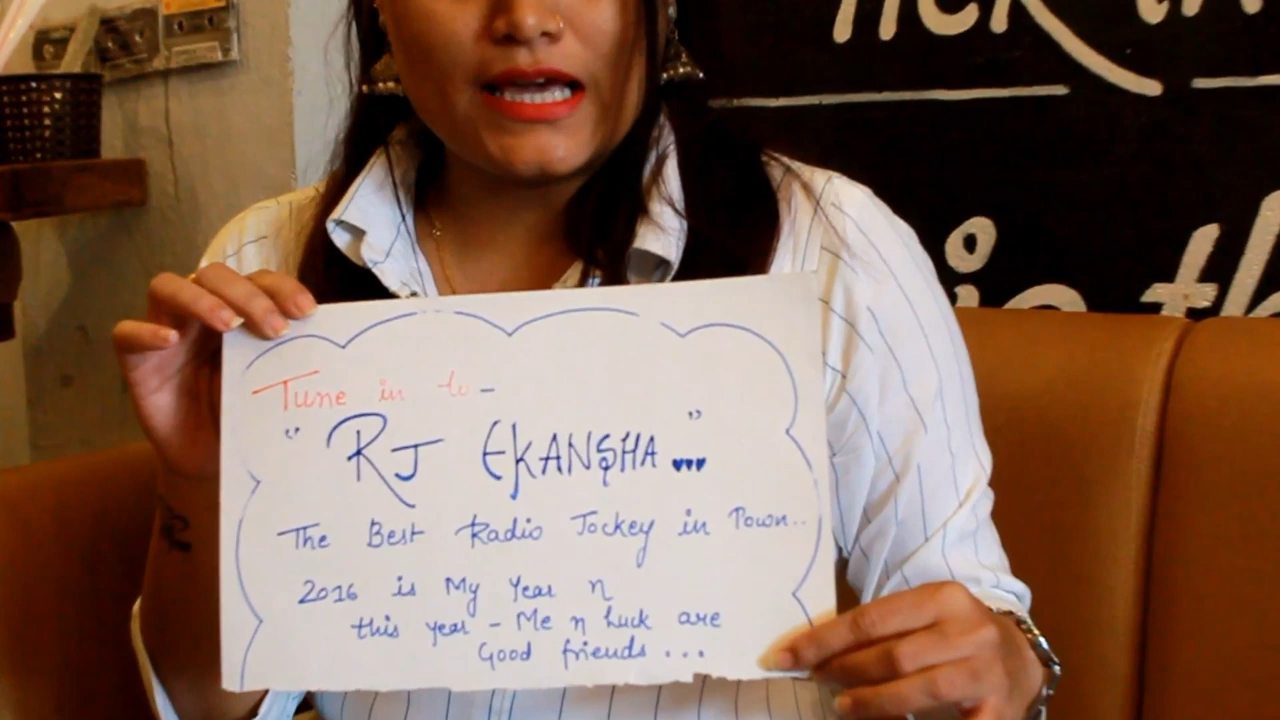 Tune in to -
" RJ EKANSHA... "
The Best Radio Jockey in Town..
2016 is My Year n
this year - Me n Luck are
Good friends ...